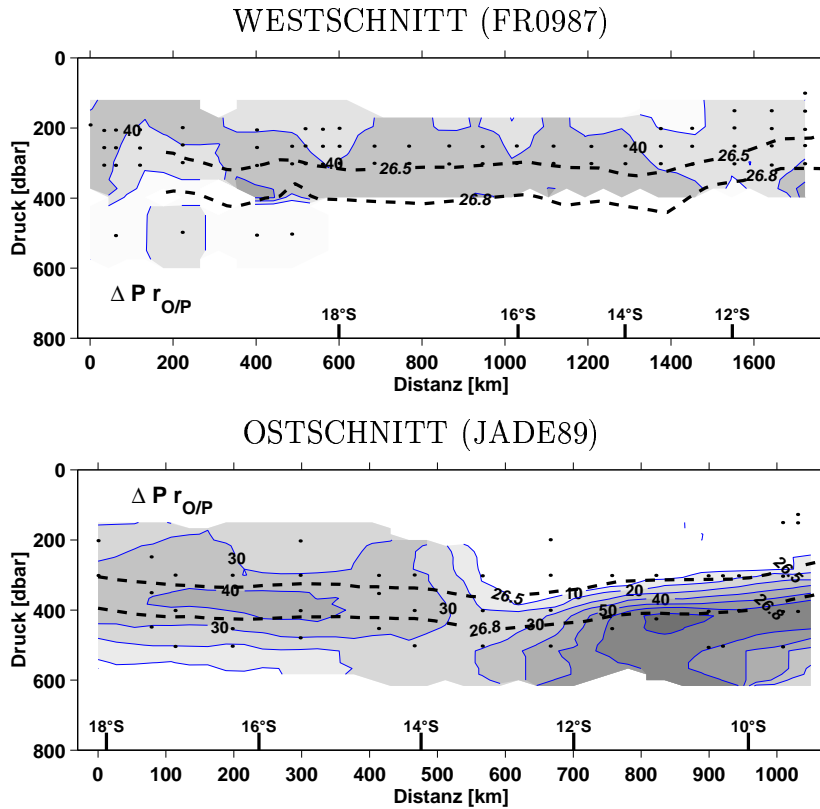 WESTSCHNITT (FR0987)
0
200
400
600
800
Druck [dbar]
40
40
40
26.5
26.5
26.8
26.8
Δ P r O/P
18°S
16°S
14°S
12°S
0
200
400
600
800
1000
1200
1400
1600
Distanz [km]
OSTSCHNITT (JADE89)
0
200
400
600
800
Druck [dbar]
Δ P r O/P
30
40
30
30
26.5
26.8
30
10
20
40
50
26.5
26.8
18°S
16°S
14°S
12°S
10°S
0
100
200
300
400
500
600
700
800
900
1000
Distanz [km]